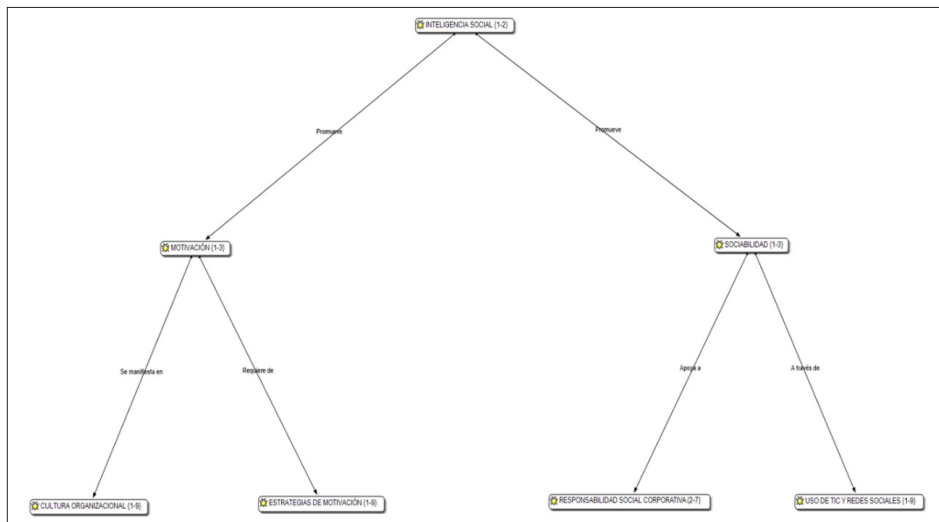 INTELIGENCIA SOCIAL {1-2}
Promueve
Promueve
MOTIVACIÓN {1-3}
SOCIABILIDAD {1-3}
Se manifiesta en
Requiere de
Apoya a
A través de
CULTURA ORGANIZACIONAL {1-9}
ESTRATEGIAS DE MOTIVACIÓN {1-9}
RESPONSABILIDAD SOCIAL CORPORATIVA {2-7}
USO DE TIC Y REDES SOCIALES {1-9}